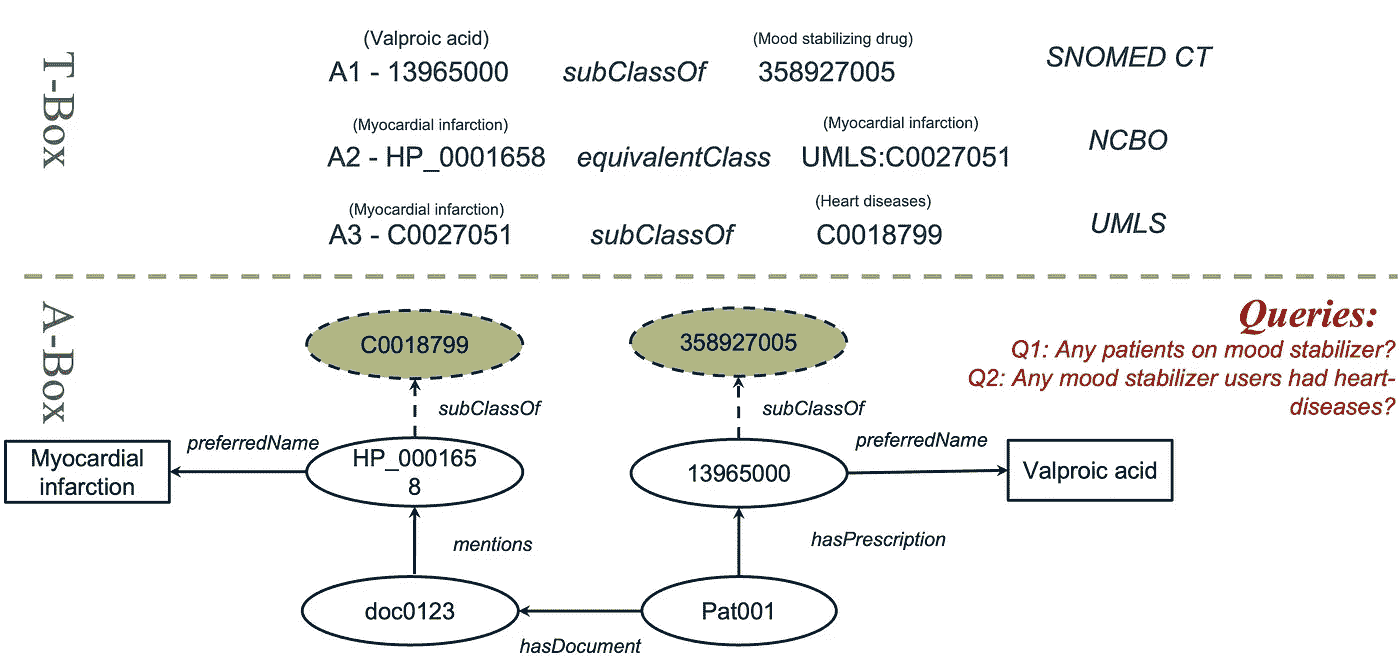 T-Box
(Valproic acid)
(Mood stabilizing drug)
A1 - 13965000 subClassOf 358927005
SNOMED CT
(Myocardial infarction)
(Myocardial infarction)
A2 - HP_0001658 equivalentClass UMLS:C0027051
NCBO
(Myocardial infarction)
(Heart diseases)
A3 - C0027051 subClassOf C0018799
UMLS
A-Box
Queries:
Q1: Any patients on mood stabilizer?
Q2: Any mood stabilizer users had heart-
diseases?
C0018799
358927005
subClassOf
subClassOf
preferredName
preferredName
Myocardial
infarction
HP_000165
8
13965000
Valproic acid
mentions
hasPrescription
doc0123
Pat001
hasDocument